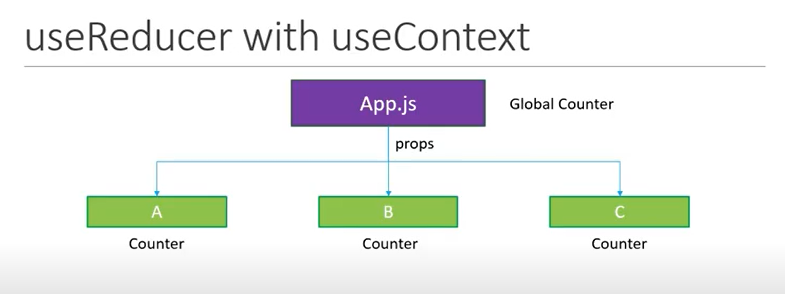 useReducer with useContext
App.js
Global Counter
props
A
B
C
Counter
Counter
Counter